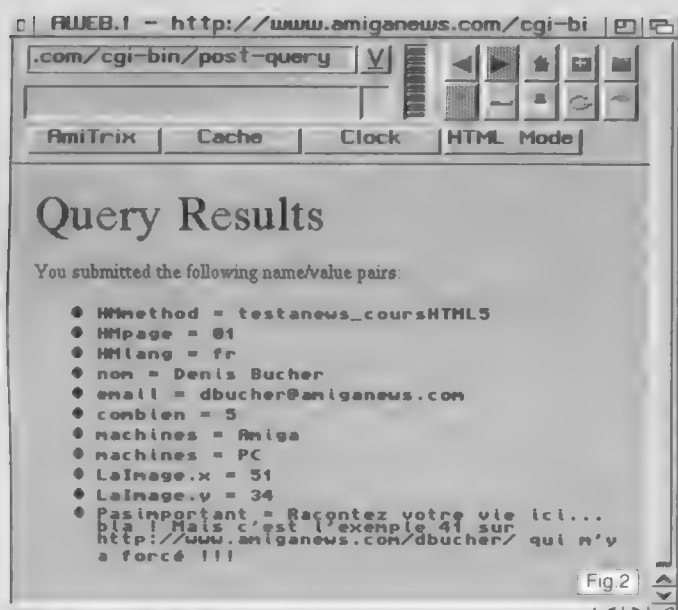 AWEB.1 - http://www.amiganews.com/cgi-bi
.com/cgi-bin/post-query V
AmiTrix Cache Clock HTML Mode
Query Results
You submitted the following name/value pairs:
HMmethod = testanews_coursHTML5
HMpage = 01
HMlang = fr
nom = Denis Bucher
email = dbucher@amiganews.com
combien = 5
machines = Amiga
machines = PC
LaImage.x = 51
LaImage.y = 34
Pasimportant = Racontez votre vie ici...
bla ! Mais c'est l'exemple 41 sur
http://www.amiganews.com/dbucher/ qui m'y
a forcé !!!
Fig.2